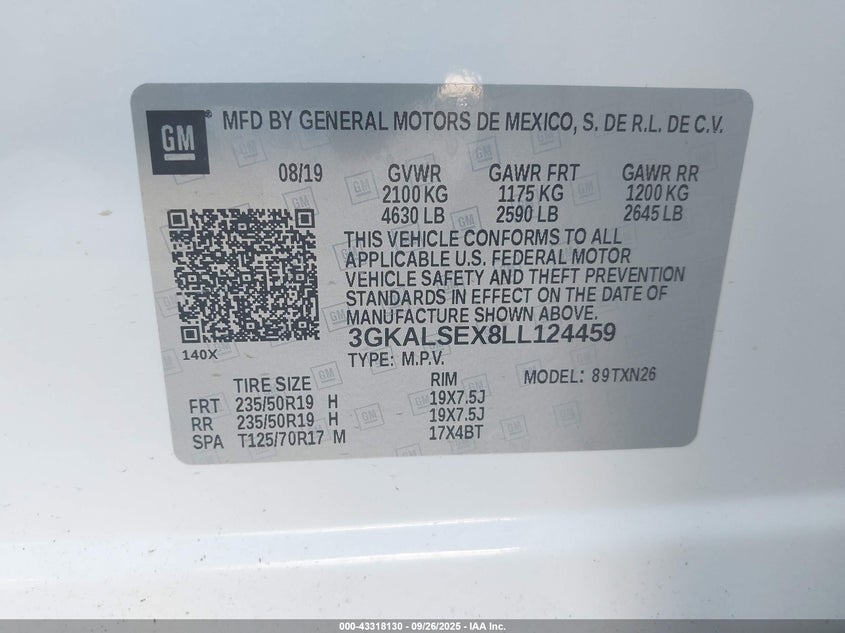 GM ® MFD BY GENERAL MOTORS DE MEXICO, S. DE R.L. DE C.V.
08/19 GVWR GAWR FRT GAWR RR
2100 KG 1175 KG 1200 KG
4630 LB 2590 LB 2645 LB
THIS VEHICLE CONFORMS TO ALL
APPLICABLE U.S. FEDERAL MOTOR
VEHICLE SAFETY AND THEFT PREVENTION
STANDARDS IN EFFECT ON THE DATE OF
MANUFACTURE SHOWN ABOVE.
3GKALSEX8LL124459
140X
TYPE: M.P.V.
TIRE SIZE RIM MODEL: 89TXN26
FRT 235/50R19 H 19X7.5J
RR 235/50R19 H 19X7.5J
SPA T125/70R17 M 17X4BT
000-43318130 - 09/26/2025 - IAA Inc.